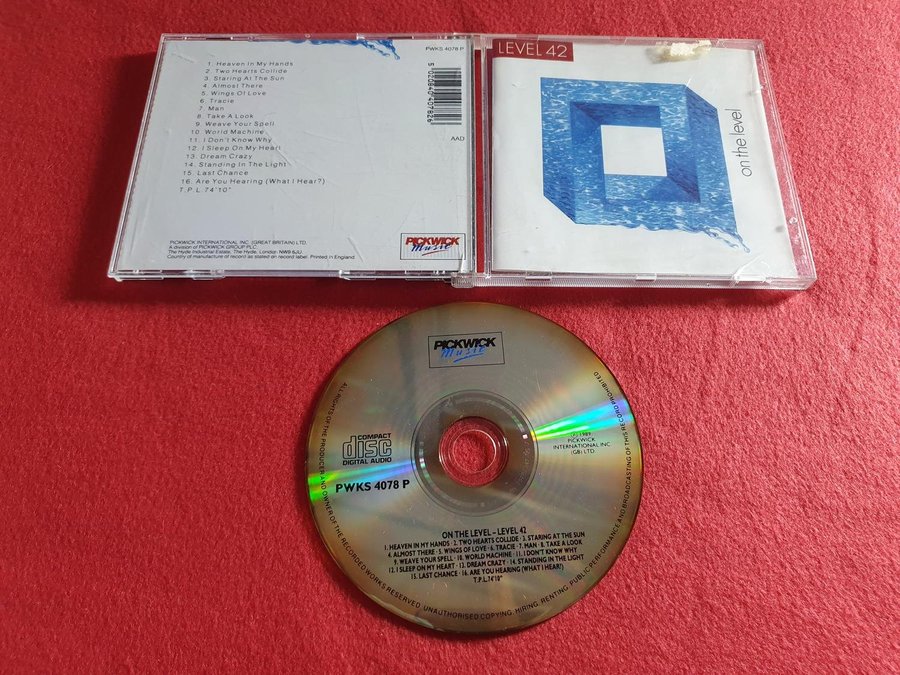 PWKS 4078 P
1. Heaven In My Hands
2. Two Hearts Collide
3. Staring At The Sun
4. Almost There
5. Wings Of Love
6. Tracie
7. Man
8. Take A Look
9. Weave Your Spell
10. World Machine
11. I Don't Know Why
12. I Sleep On My Heart
13. Dream Crazy
14. Standing In The Light
15. Last Chance
16. Are You Hearing (What I Hear?)
T.P.L. 74'10"
5 020840 407826
AAD
PICKWICK INTERNATIONAL INC. (GREAT BRITAIN) LTD.
A division of PICKWICK GROUP PLC.
The Hyde Industrial Estate, The Hyde, London NW9 6JU.
Country of manufacture of record as stated on record label. Printed in England.
PICKWICK
Music
LEVEL 42
on the level
PICKWICK
Music
ALL RIGHTS OF THE PRODUCER AND OWNER OF THE RECORDED WORKS RESERVED. UNAUTHORISED COPYING, HIRING, RENTING, PUBLIC PERFORMANCE AND BROADCASTING OF THIS RECORD PROHIBITED
COMPACT
disc
DIGITAL AUDIO
PWKS 4078 P
1989
PICKWICK
INTERNATIONAL INC
(GB) LTD.
ON THE LEVEL – LEVEL 42
1. HEAVEN IN MY HANDS · 2. TWO HEARTS COLLIDE · 3. STARING AT THE SUN
4. ALMOST THERE · 5. WINGS OF LOVE · 6. TRACIE · 7. MAN · 8. TAKE A LOOK
9. WEAVE YOUR SPELL · 10. WORLD MACHINE · 11. I DON'T KNOW WHY
12. I SLEEP ON MY HEART · 13. DREAM CRAZY · 14. STANDING IN THE LIGHT
15. LAST CHANCE · 16. ARE YOU HEARING (WHAT I HEAR?)
T.P.L. 74'10"